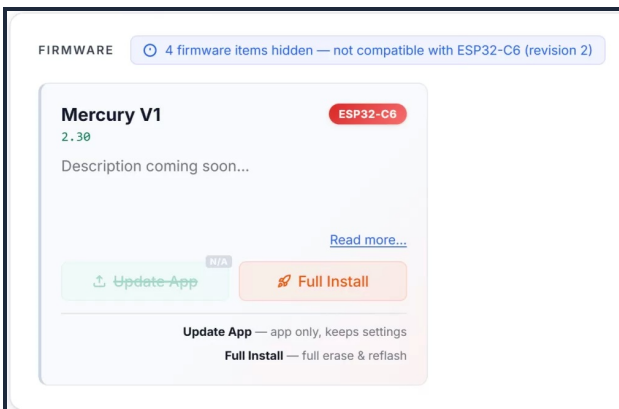 FIRMWARE
4 firmware items hidden — not compatible with ESP32-C6 (revision 2)
Mercury V1
ESP32-C6
2.30
Description coming soon...
Read more...
N/A
Update App
Full Install
Update App — app only, keeps settings
Full Install — full erase & reflash